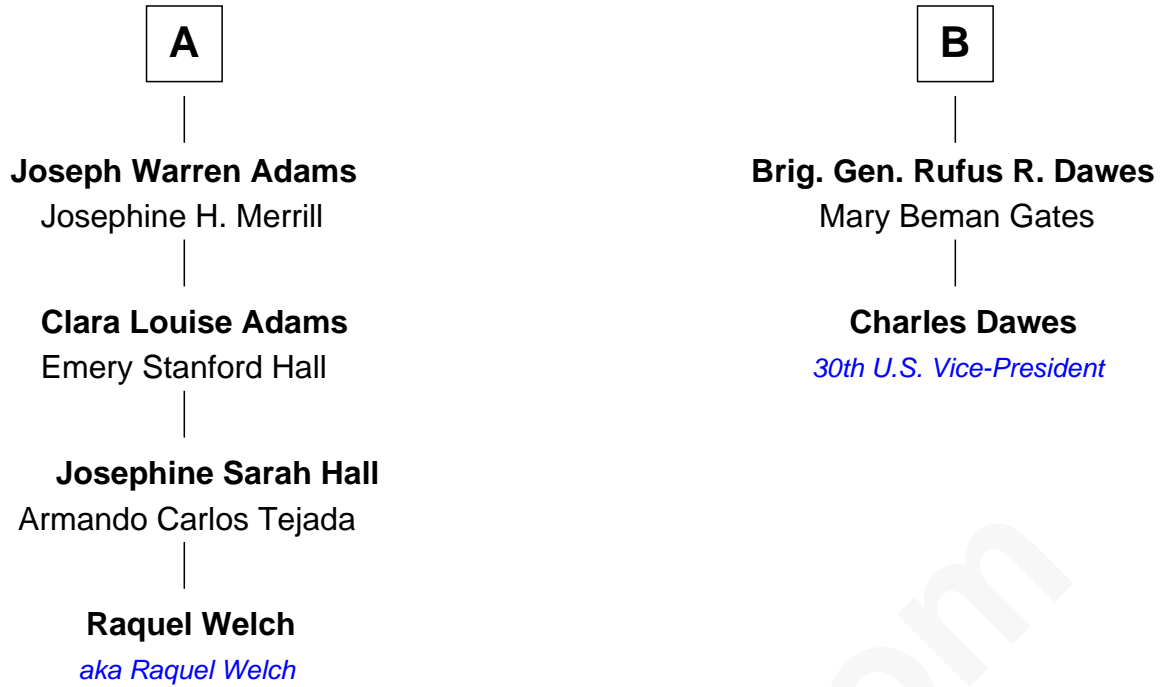 A
Joseph Warren Adams
Josephine H. Merrill
Clara Louise Adams
Emery Stanford Hall
Josephine Sarah Hall
Armando Carlos Tejada
Raquel Welch
aka Raquel Welch
B
Brig. Gen. Rufus R. Dawes
Mary Beman Gates
Charles Dawes
30th U.S. Vice-President
om